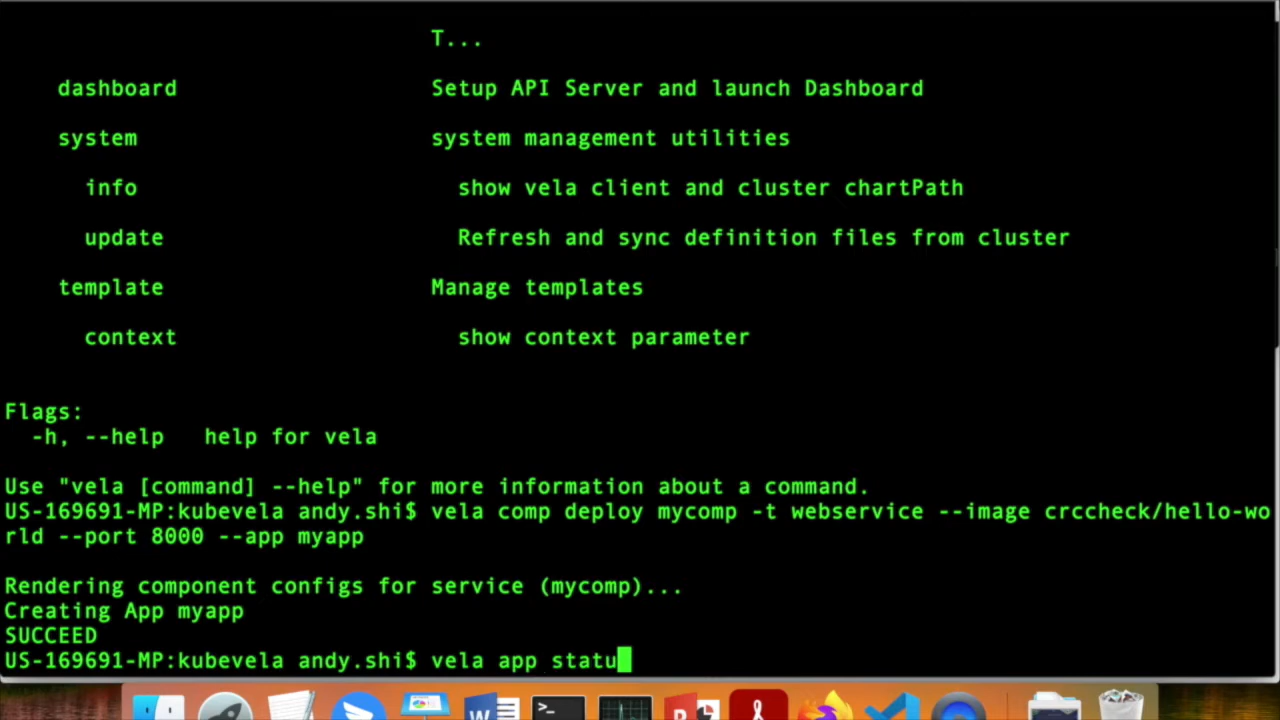 T...
dashboard Setup API Server and launch Dashboard
system system management utilities
info show vela client and cluster chartPath
update Refresh and sync definition files from cluster
template Manage templates
context show context parameter
Flags:
-h, --help help for vela
Use "vela [command] --help" for more information about a command.
US-169691-MP:kubevela andy.shi$ vela comp deploy mycomp -t webservice --image crccheck/hello-wo
rld --port 8000 --app myapp
Rendering component configs for service (mycomp)...
Creating App myapp
SUCCEED
US-169691-MP:kubevela andy.shi$ vela app statu